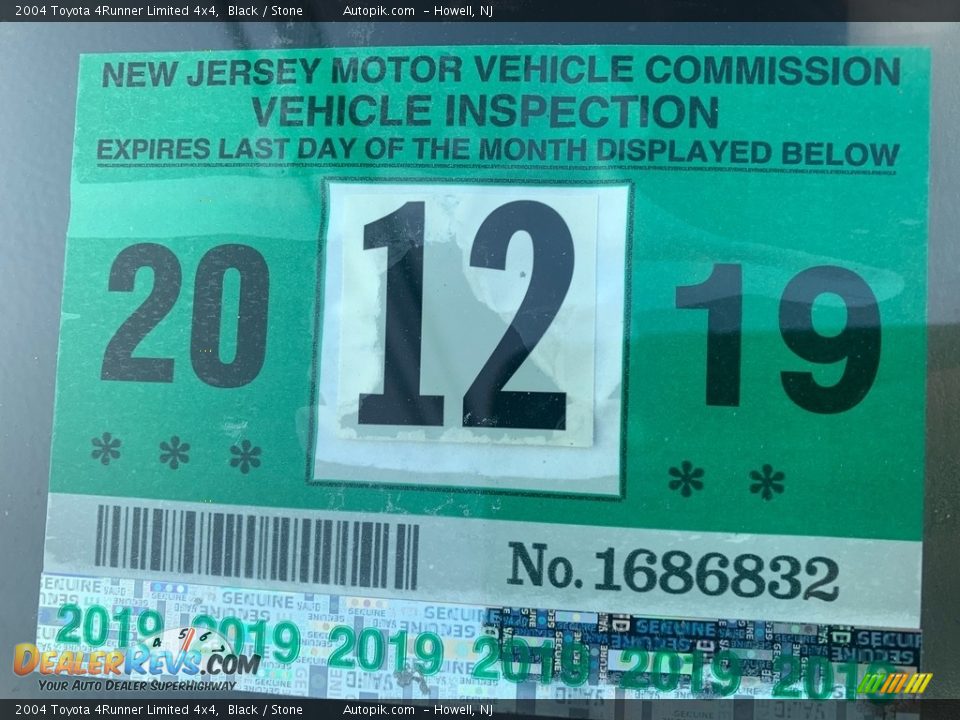 2004 Toyota 4Runner Limited 4x4, Black / Stone Autopik.com - Howell, NJ
NEW JERSEY MOTOR VEHICLE COMMISSION
VEHICLE INSPECTION
EXPIRES LAST DAY OF THE MONTH DISPLAYED BELOW
20 12 19
* * * * *
No. 1686832
2019 2019 2019 2019 2019 2019
DEALERREVS.COM
YOUR AUTO DEALER SUPERHIGHWAY
2004 Toyota 4Runner Limited 4x4, Black / Stone Autopik.com - Howell, NJ